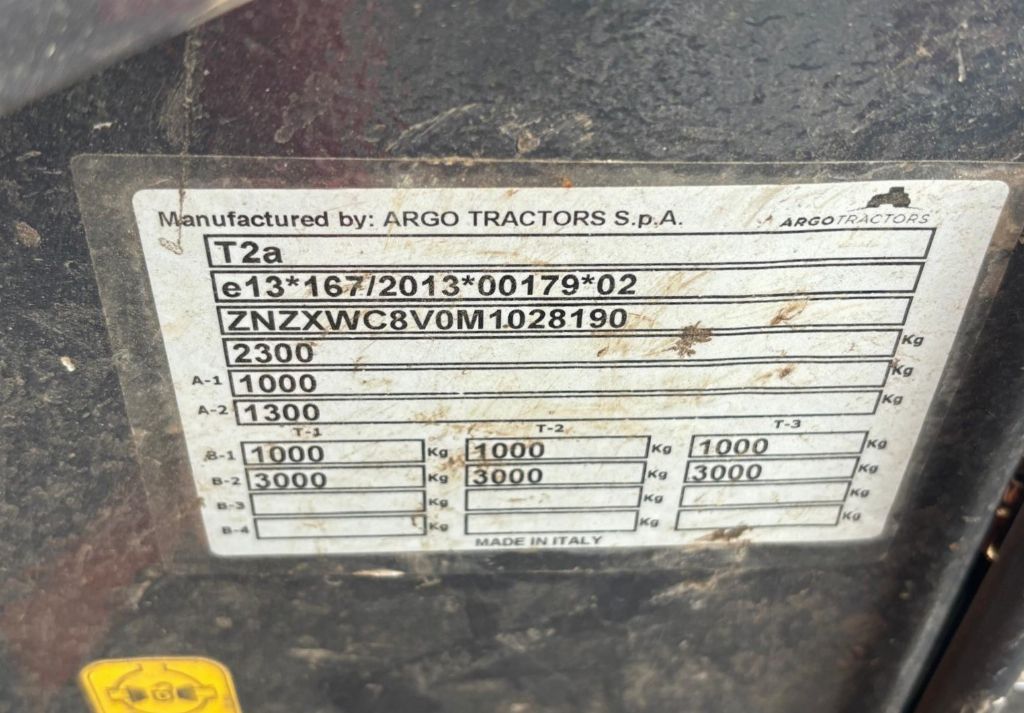 Manufactured by: ARGO TRACTORS S.p.A.
ARGOTRACTORS
T2a
e13*167/2013*00179*02
ZNZXWC8V0M1028190
2300 Kg
A-1 1000 Kg
A-2 1300 Kg
T-1 T-2 T-3
B-1 1000 Kg 1000 Kg 1000 Kg
B-2 3000 Kg 3000 Kg 3000 Kg
B-3 Kg Kg Kg
B-4 Kg Kg Kg
MADE IN ITALY